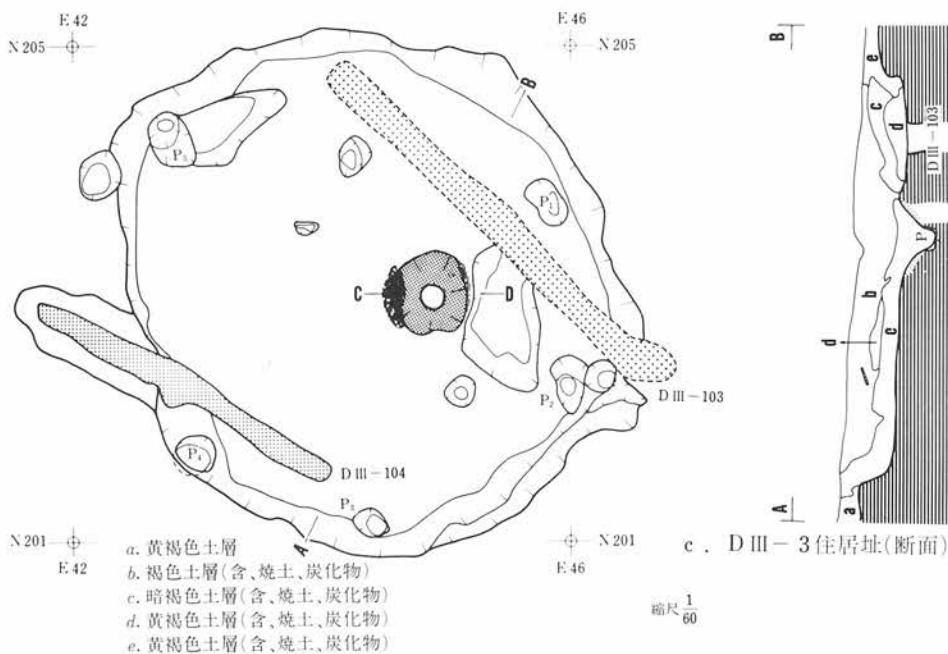 E 42
E 46
N 205
N 205
B
P₅
P₁
C
D
P₂
D III－103
P₄
D III－104
P₃
A
N 201
N 201
E 42
E 46
a. 黄褐色土層
b. 褐色土層(含、焼土、炭化物)
c. 暗褐色土層(含、焼土、炭化物)
d. 黄褐色土層(含、焼土、炭化物)
e. 黄褐色土層(含、焼土、炭化物)
B
e
c
d
D III－103
P
b
d
c
A
a
c . D III－3住居址(断面)
縮尺 1/60